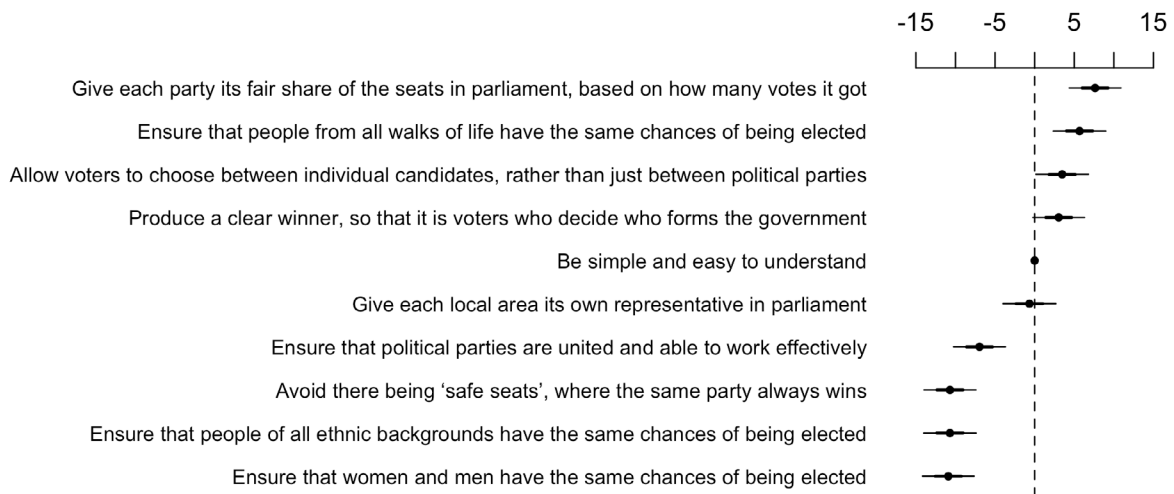 -15 -5 5 15
Give each party its fair share of the seats in parliament, based on how many votes it got
Ensure that people from all walks of life have the same chances of being elected
Allow voters to choose between individual candidates, rather than just between political parties
Produce a clear winner, so that it is voters who decide who forms the government
Be simple and easy to understand
Give each local area its own representative in parliament
Ensure that political parties are united and able to work effectively
Avoid there being ‘safe seats’, where the same party always wins
Ensure that people of all ethnic backgrounds have the same chances of being elected
Ensure that women and men have the same chances of being elected